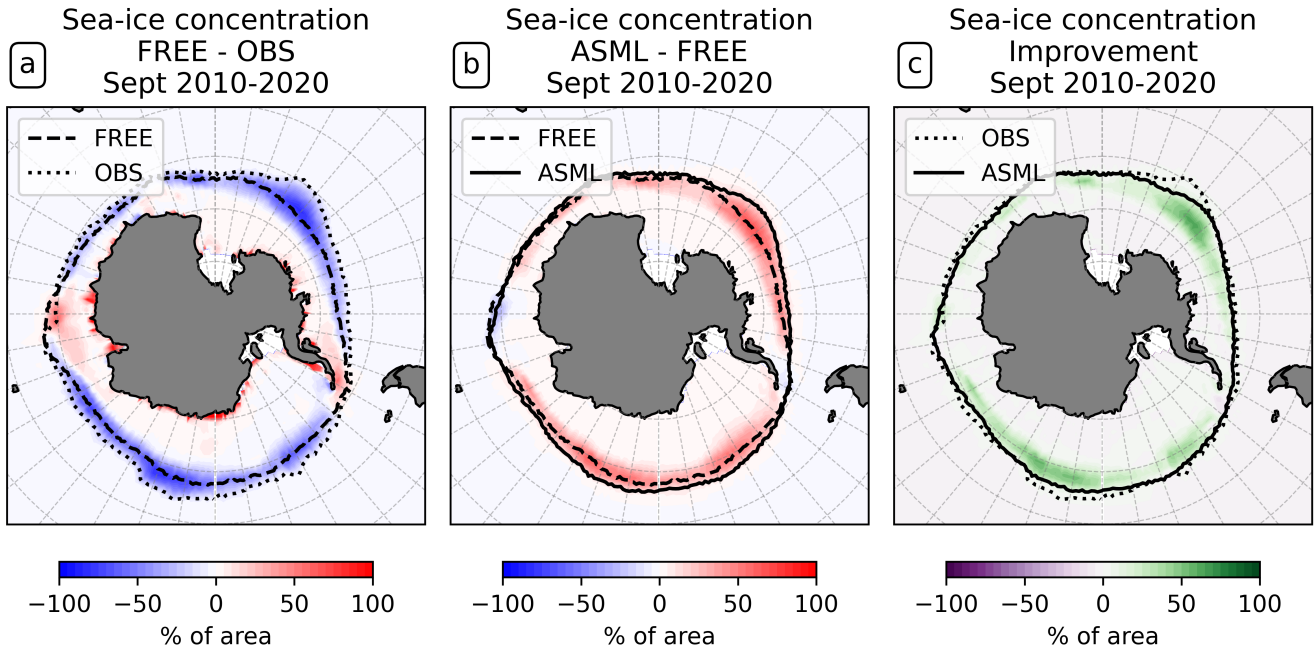 a
Sea-ice concentration
FREE - OBS
Sept 2010-2020
FREE
OBS
−100 −50 0 50 100
% of area
b
Sea-ice concentration
ASML - FREE
Sept 2010-2020
FREE
ASML
−100 −50 0 50 100
% of area
c
Sea-ice concentration
Improvement
Sept 2010-2020
OBS
ASML
−100 −50 0 50 100
% of area